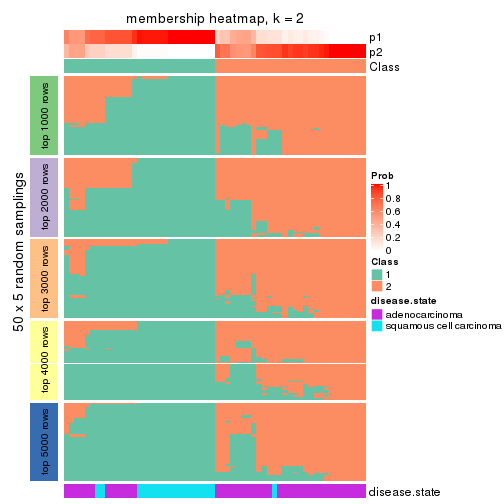 membership heatmap, k = 2
p1
p2
Class
50 x 5 random samplings
top 1000 rows
top 2000 rows
top 3000 rows
top 4000 rows
top 5000 rows
Prob
1
0.8
0.6
0.4
0.2
0
Class
1
2
disease.state
adenocarcinoma
squamous cell carcinoma
disease.state